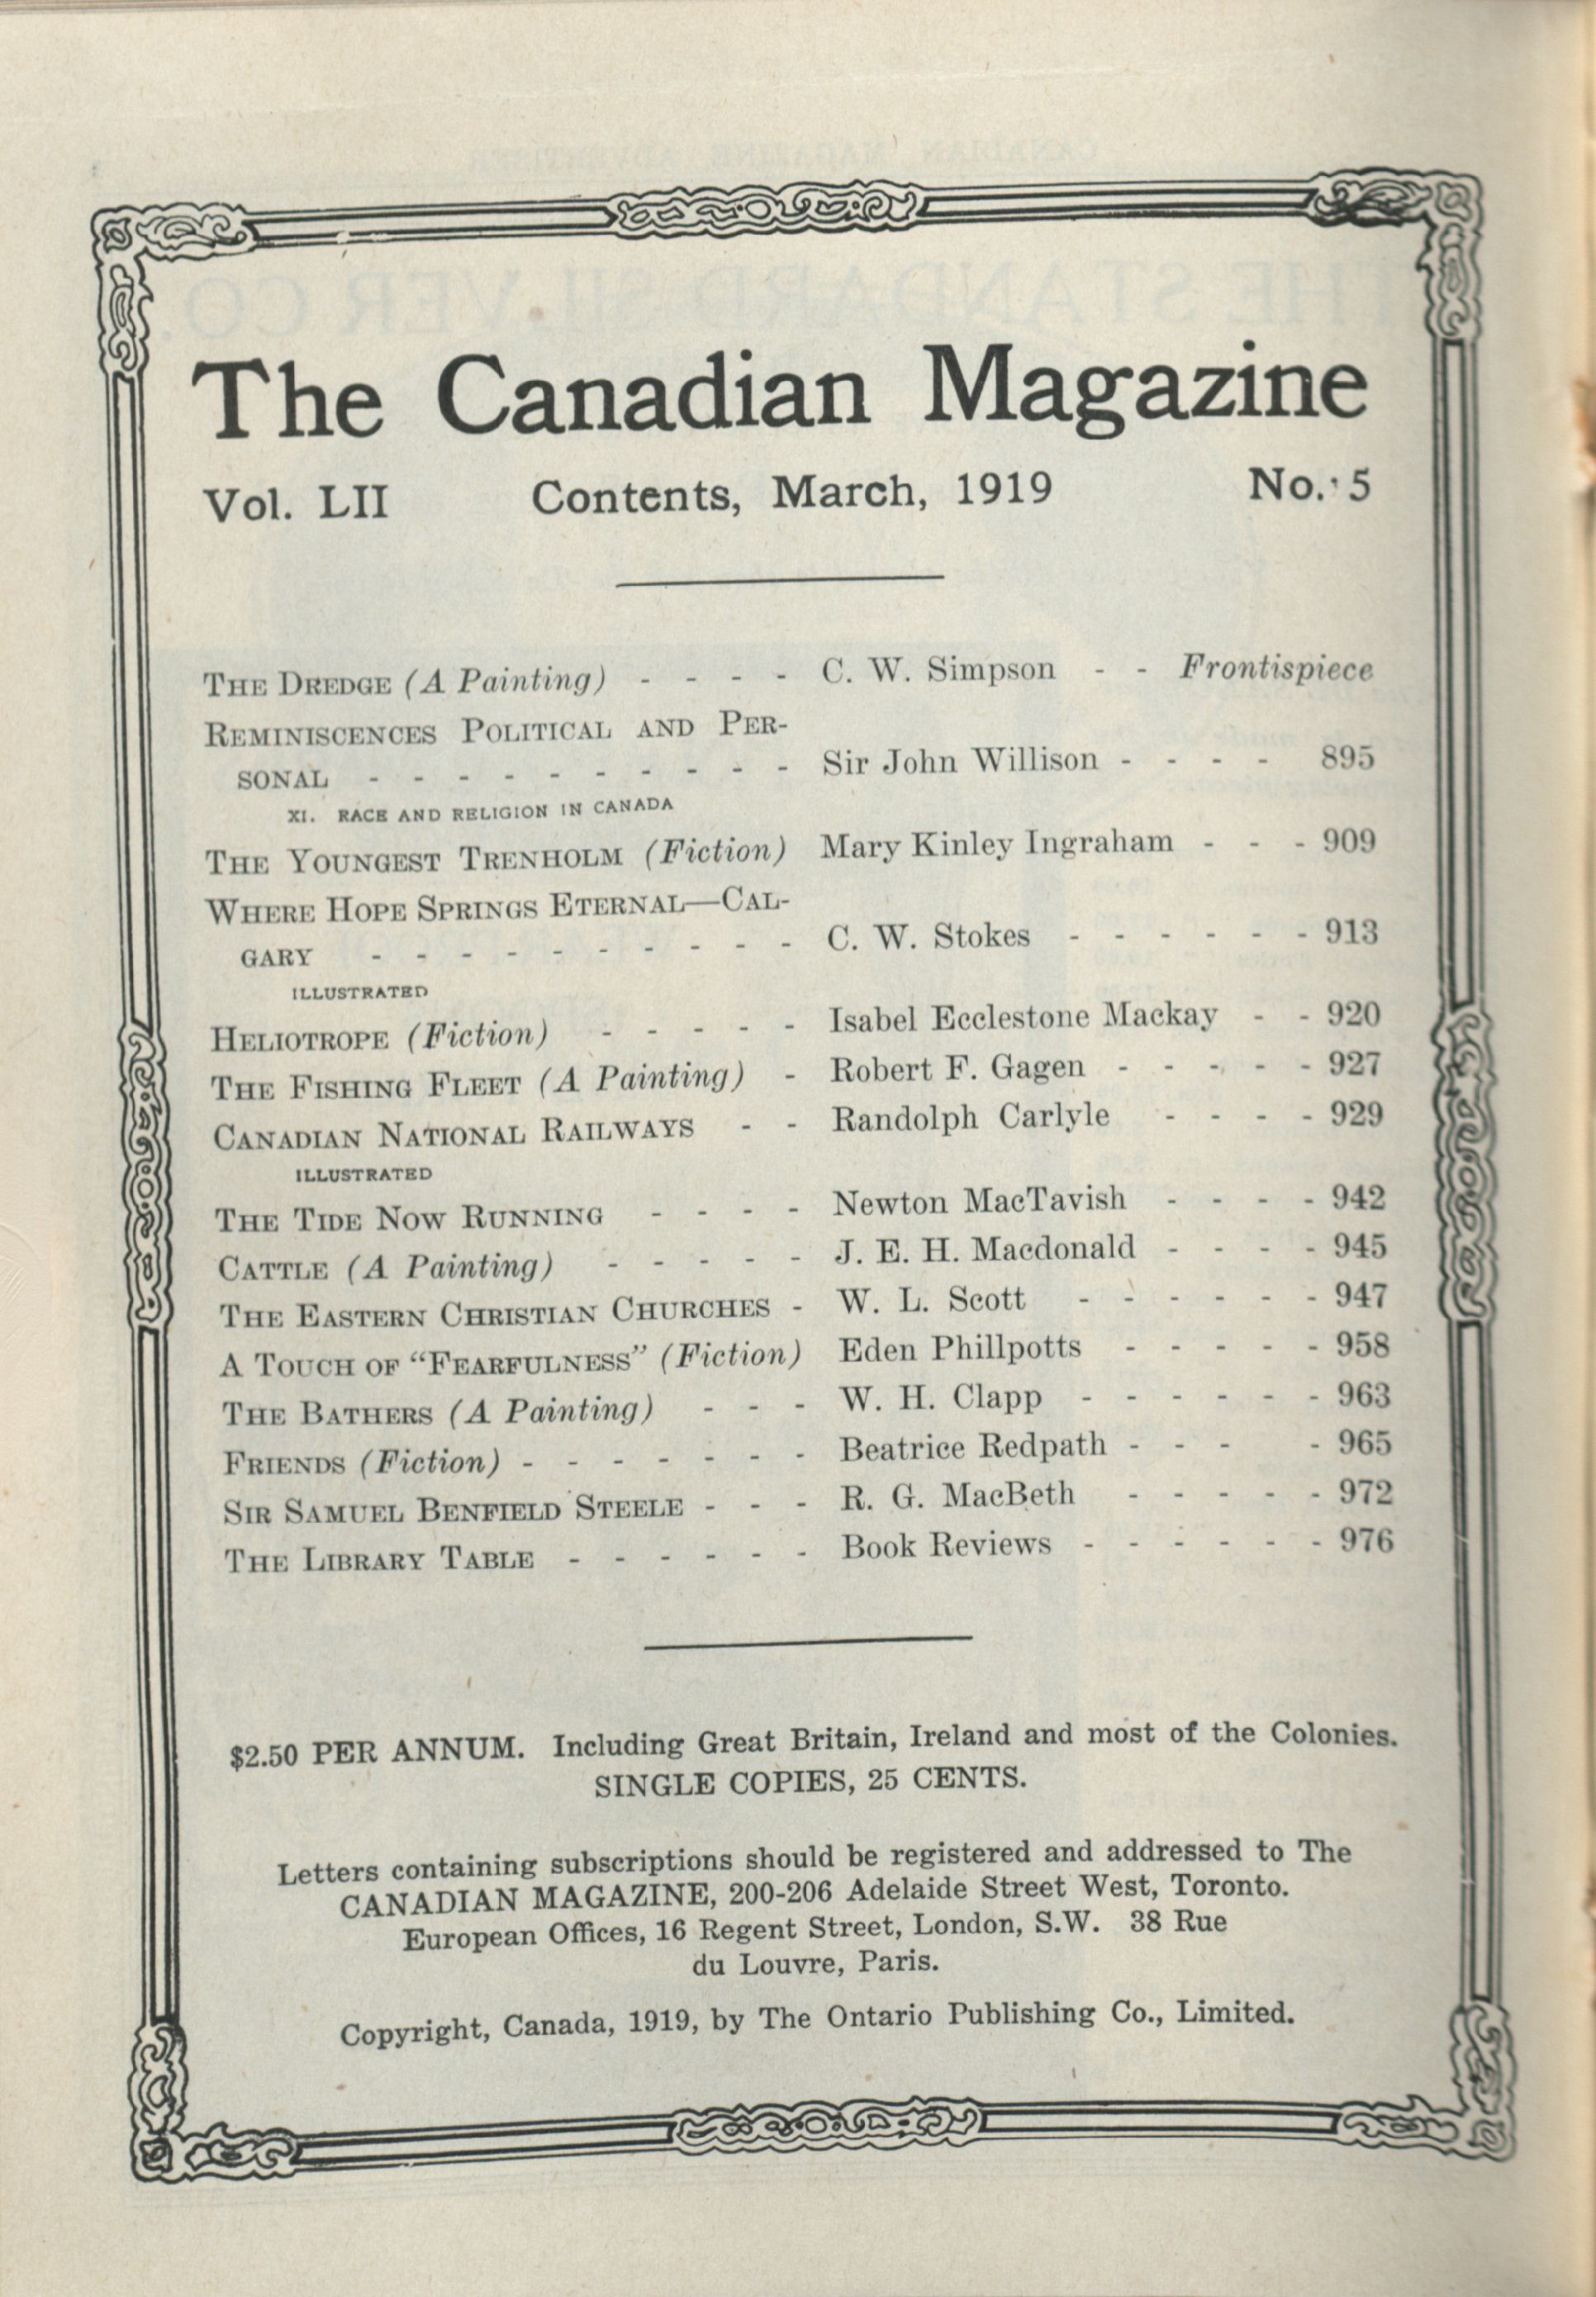 The Canadian Magazine
Vol. LII Contents, March, 1919 No. 5
THE DREDGE (A Painting) - - - - C. W. Simpson - - Frontispiece
REMINISCENCES POLITICAL AND PER-
SONAL - - - - - - - - - - Sir John Willison - - - - 895
XI. RACE AND RELIGION IN CANADA
THE YOUNGEST TRENHOLM (Fiction) Mary Kinley Ingraham - - - 909
WHERE HOPE SPRINGS ETERNAL—CAL-
GARY - - - - - - - - - - C. W. Stokes - - - - - - 913
ILLUSTRATED
HELIOTROPE (Fiction) - - - - - Isabel Ecclestone Mackay - - 920
THE FISHING FLEET (A Painting) - Robert F. Gagen - - - - - 927
CANADIAN NATIONAL RAILWAYS - - Randolph Carlyle - - - - 929
ILLUSTRATED
THE TIDE NOW RUNNING - - - - Newton MacTavish - - - - 942
CATTLE (A Painting) - - - - - J. E. H. Macdonald - - - - 945
THE EASTERN CHRISTIAN CHURCHES - W. L. Scott - - - - - - 947
A TOUCH OF "FEARFULNESS" (Fiction) Eden Phillpotts - - - - - 958
THE BATHERS (A Painting) - - - W. H. Clapp - - - - - - 963
FRIENDS (Fiction) - - - - - - - Beatrice Redpath - - - - 965
SIR SAMUEL BENFIELD STEELE - - - R. G. MacBeth - - - - - 972
THE LIBRARY TABLE - - - - - - Book Reviews - - - - - - 976
$2.50 PER ANNUM. Including Great Britain, Ireland and most of the Colonies.
SINGLE COPIES, 25 CENTS.
Letters containing subscriptions should be registered and addressed to The
CANADIAN MAGAZINE, 200-206 Adelaide Street West, Toronto.
European Offices, 16 Regent Street, London, S.W. 38 Rue
du Louvre, Paris.
Copyright, Canada, 1919, by The Ontario Publishing Co., Limited.